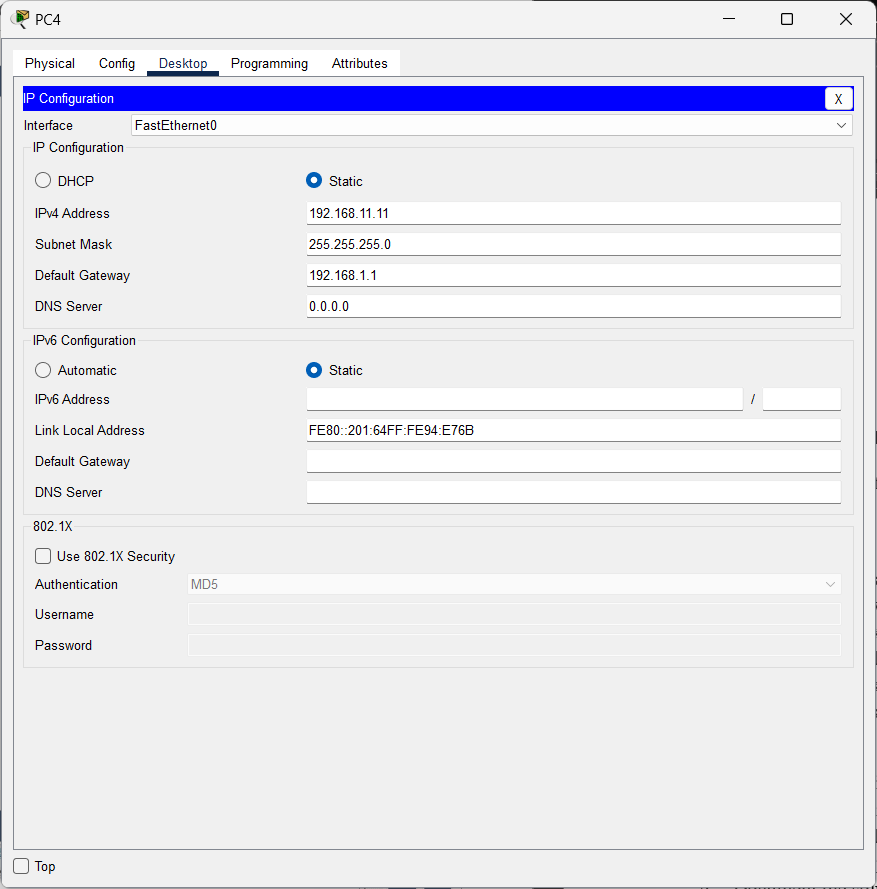 PC4
Physical Config Desktop Programming Attributes
IP Configuration X
Interface FastEthernet0
IP Configuration
DHCP Static
IPv4 Address 192.168.11.11
Subnet Mask 255.255.255.0
Default Gateway 192.168.1.1
DNS Server 0.0.0.0
IPv6 Configuration
Automatic Static
IPv6 Address /
Link Local Address FE80::201:64FF:FE94:E76B
Default Gateway
DNS Server
802.1X
Use 802.1X Security
Authentication MD5
Username
Password
Top